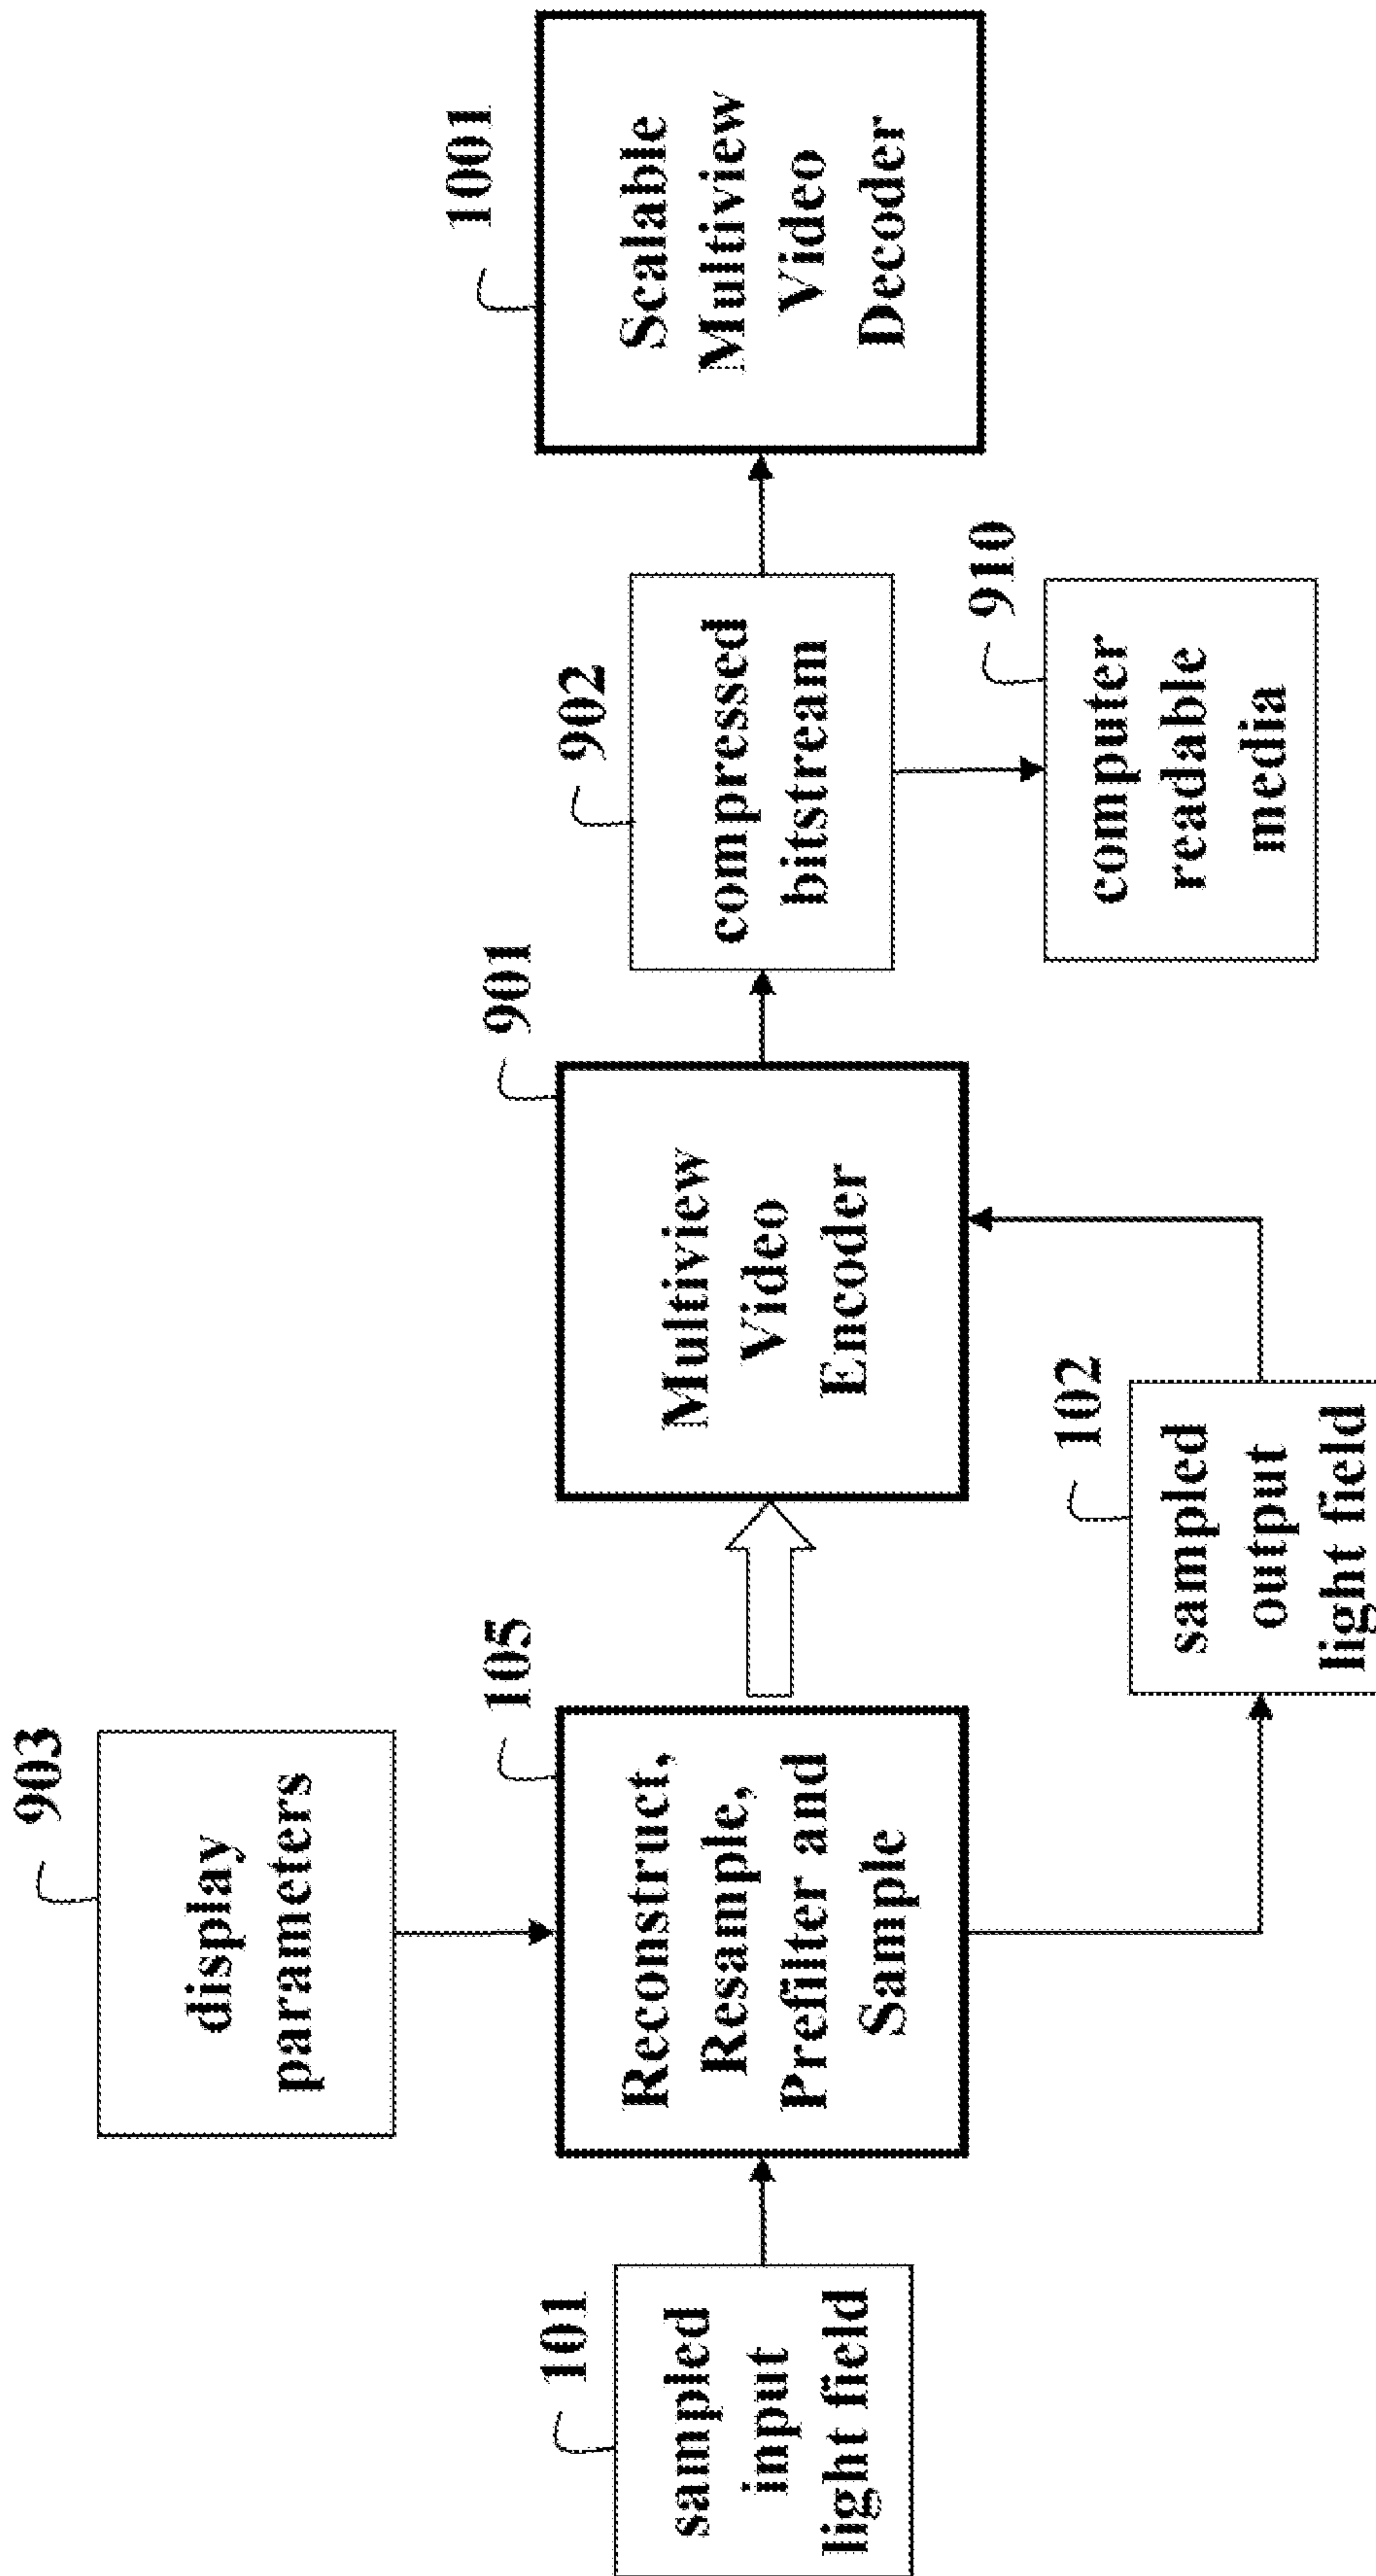 903
display
parameters
101
sampled
input
light field
105
Reconstruct,
Resample,
Prefilter and
Sample
102
sampled
output
light field
901
Multiview
Video
Encoder
902
compressed
bitstream
910
computer
readable
media
1001
Scalable
Multiview
Video
Decoder